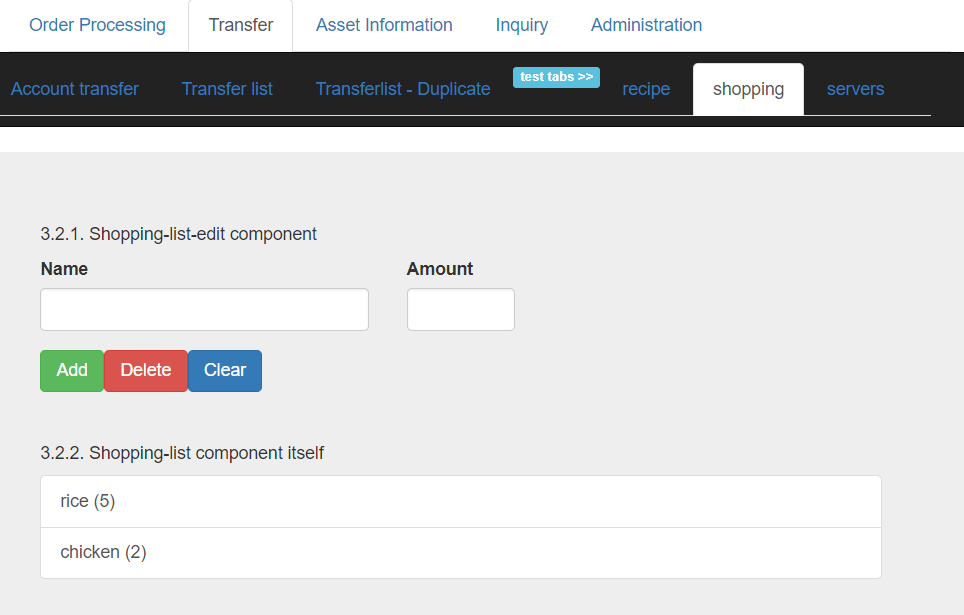 Order Processing Transfer Asset Information Inquiry Administration
Account transfer Transfer list Transferlist - Duplicate test tabs >> recipe shopping servers
3.2.1. Shopping-list-edit component
Name Amount
Add Delete Clear
3.2.2. Shopping-list component itself
rice (5)
chicken (2)